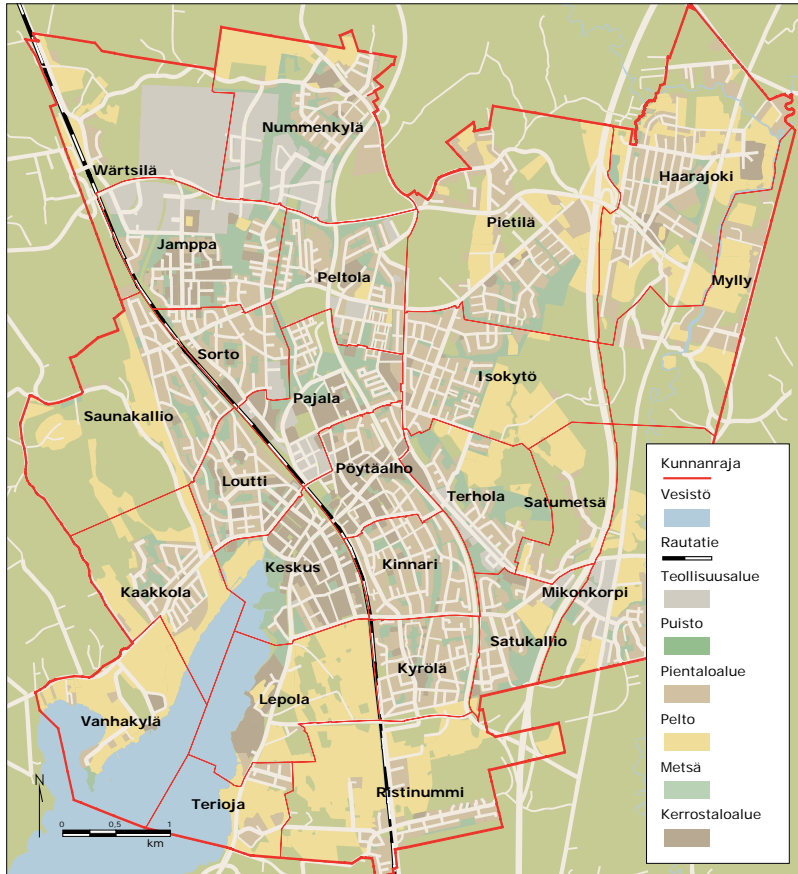 Nummenkylä
Haarajoki
Wärtsilä
Pietilä
Jamppa
Peltola
Mylly
Sorto
Isokytö
Pajala
Saunakallio
Kunnanraja
Pöytäalho
Loutti
Vesistö
Terhola
Satumetsä
Rautatie
Keskus
Kinnari
Teollisuusalue
Kaakkola
Mikonkorpi
Puisto
Satukallio
Kyrölä
Pientaloalue
Lepola
Vanhakylä
Pelto
Metsä
N
Ristinummi
Terioja
Kerrostaloalue
0 0,5 1
km